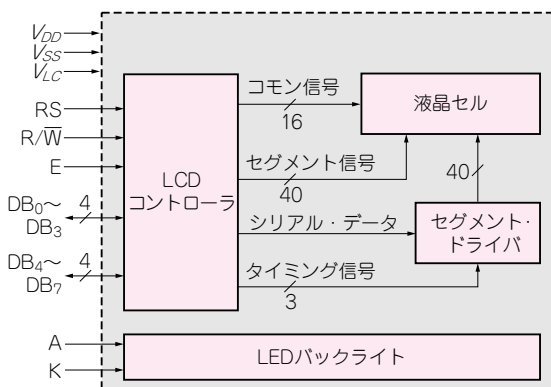 VDD
VSS
VLC
RS
R/W̅
E
DB0〜
DB3
4
DB4〜
DB7
4
A
K
LCD
コントローラ
コモン信号
16
セグメント信号
40
シリアル・データ
タイミング信号
3
液晶セル
40
セグメント・
ドライバ
LEDバックライト